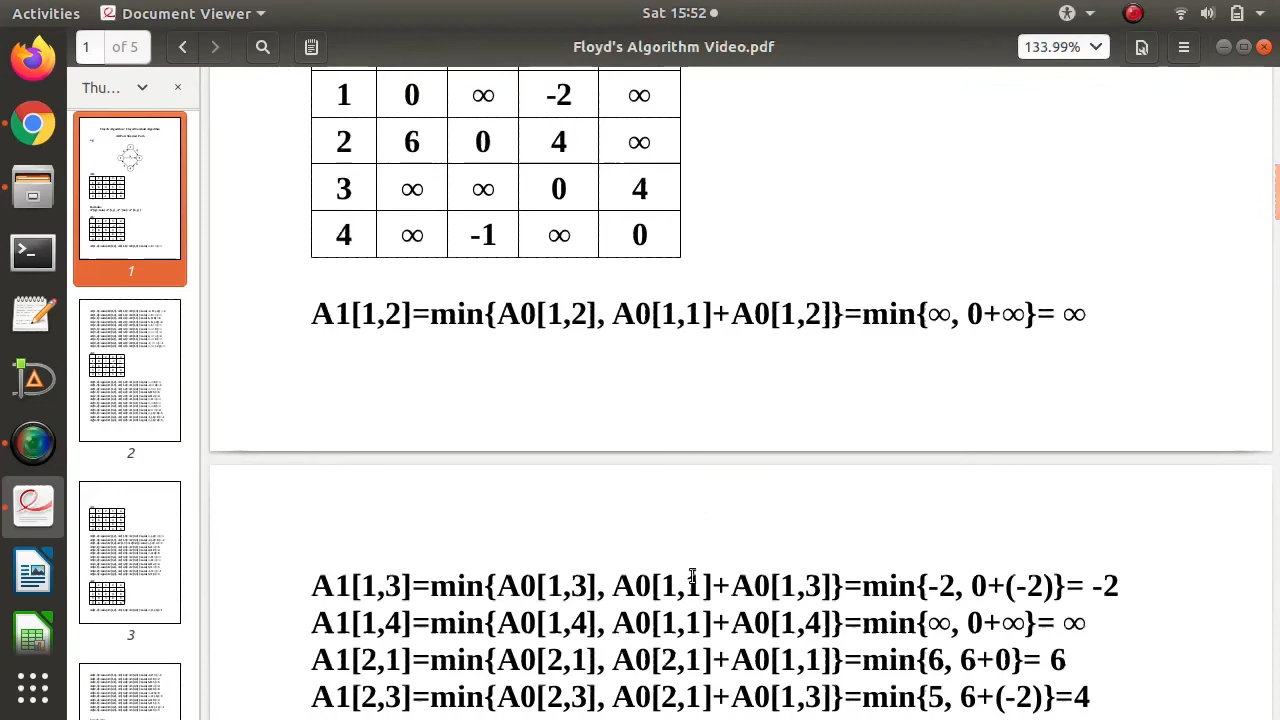 Activities Document Viewer Sat 15:52
1 of 5 Floyd's Algorithm Video.pdf 133.99%
Thu...
1 0 ∞ -2 ∞
2 6 0 4 ∞
3 ∞ ∞ 0 4
4 ∞ -1 ∞ 0
A1[1,2]=min{A0[1,2], A0[1,1]+A0[1,2]}=min{∞, 0+∞}= ∞
A1[1,3]=min{A0[1,3], A0[1,1]+A0[1,3]}=min{-2, 0+(-2)}= -2
A1[1,4]=min{A0[1,4], A0[1,1]+A0[1,4]}=min{∞, 0+∞}= ∞
A1[2,1]=min{A0[2,1], A0[2,1]+A0[1,1]}=min{6, 6+0}= 6
A1[2,3]=min{A0[2,3], A0[2,1]+A0[1,3]}=min{5, 6+(-2)}=4
1
2
3